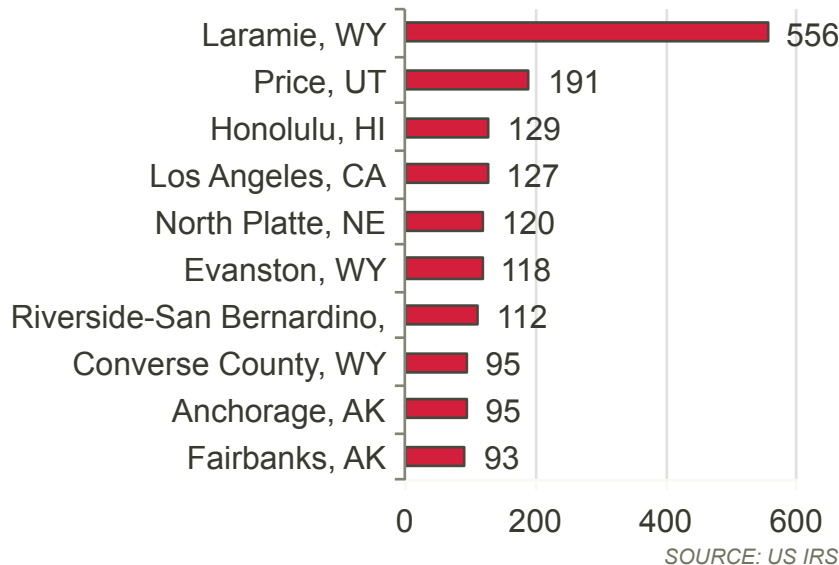 Laramie, WY 556
Price, UT 191
Honolulu, HI 129
Los Angeles, CA 127
North Platte, NE 120
Evanston, WY 118
Riverside-San Bernardino, 112
Converse County, WY 95
Anchorage, AK 95
Fairbanks, AK 93
0 200 400 600
SOURCE: US IRS